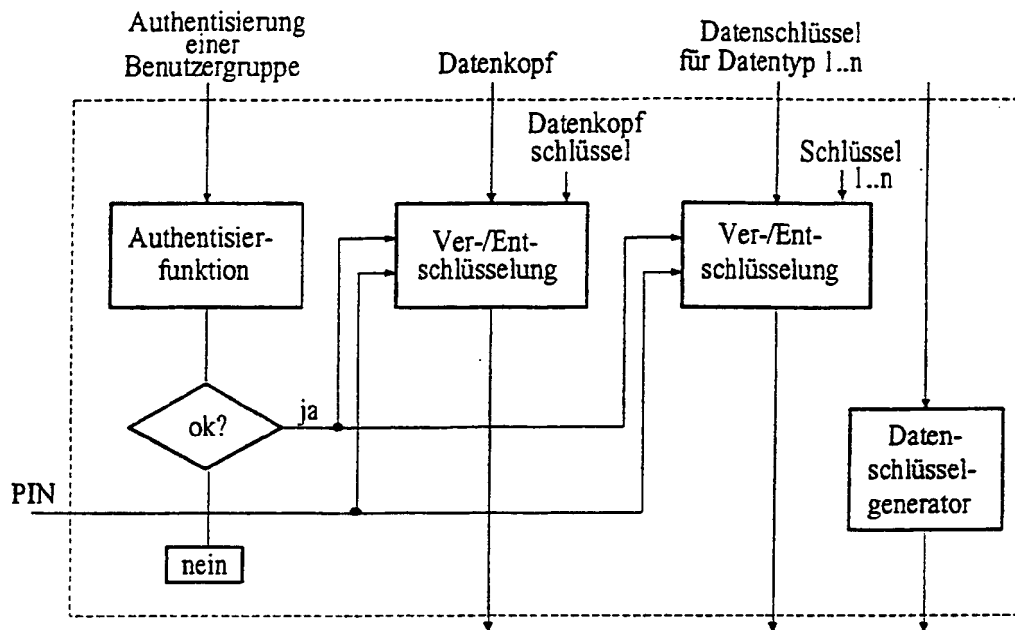 Authentisierung
einer
Benutzergruppe
Datenkopf
Datenschlüssel
für Datentyp 1..n
Datenkopf
schlüssel
Schlüssel
1..n
Authentisier-
funktion
Ver-/Ent-
schlüsselung
Ver-/Ent-
schlüsselung
ok?
ja
Daten-
schlüssel-
generator
PIN
nein